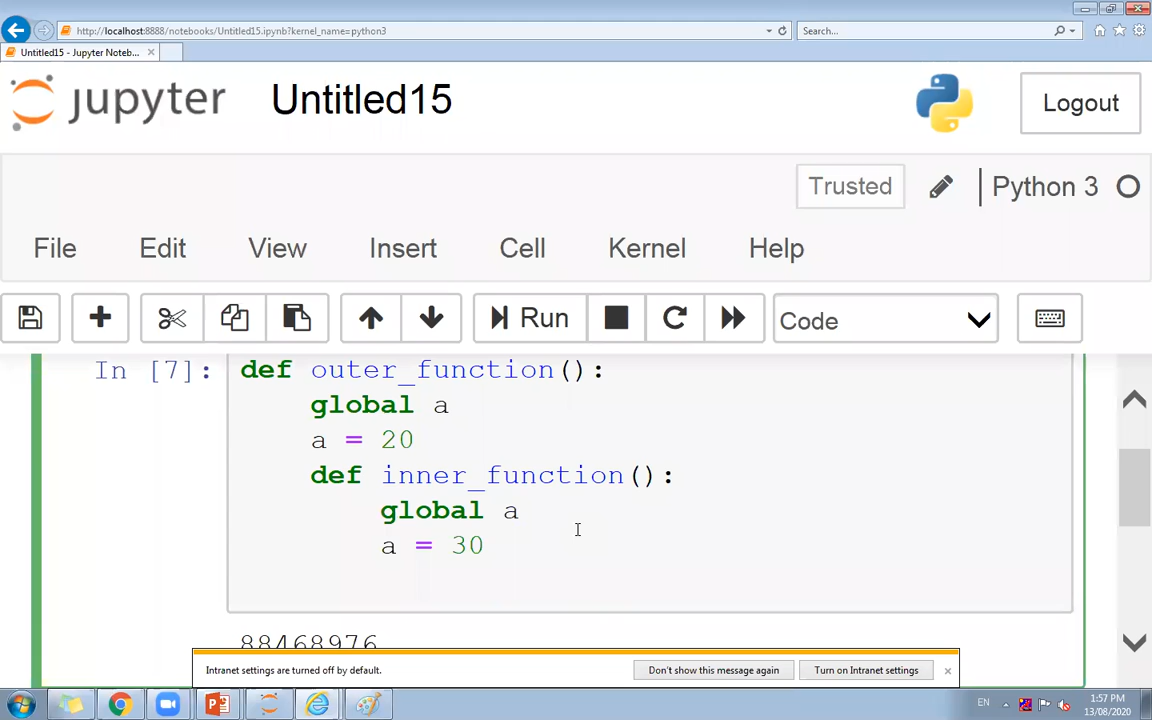 http://localhost:8888/notebooks/Untitled15.ipynb?kernel_name=python3
Search...
Untitled15 - Jupyter Noteb...
jupyter Untitled15
Logout
Trusted
Python 3
File Edit View Insert Cell Kernel Help
Run
Code
In [7]: def outer_function():
global a
a = 20
def inner_function():
global a
a = 30
88468976
Intranet settings are turned off by default.
Don't show this message again
Turn on Intranet settings
EN
1:57 PM
13/08/2020